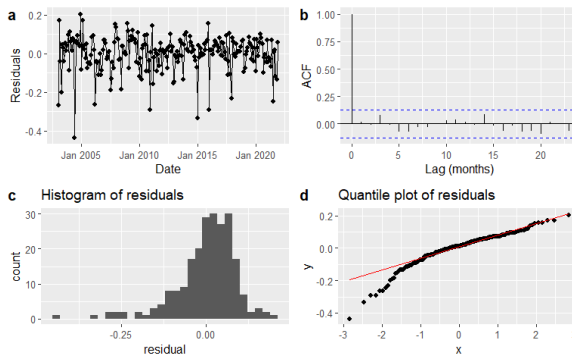 a
0.2
0.0
-0.2
-0.4
Residuals
Jan 2005
Jan 2010
Jan 2015
Jan 2020
Date
b
1.00
0.75
0.50
0.25
0.00
ACF
0
5
10
15
20
Lag (months)
c
Histogram of residuals
30
20
10
0
count
-0.25
0.00
residual
d
Quantile plot of residuals
0.2
0.0
-0.2
-0.4
y
-3
-2
-1
0
1
2
x